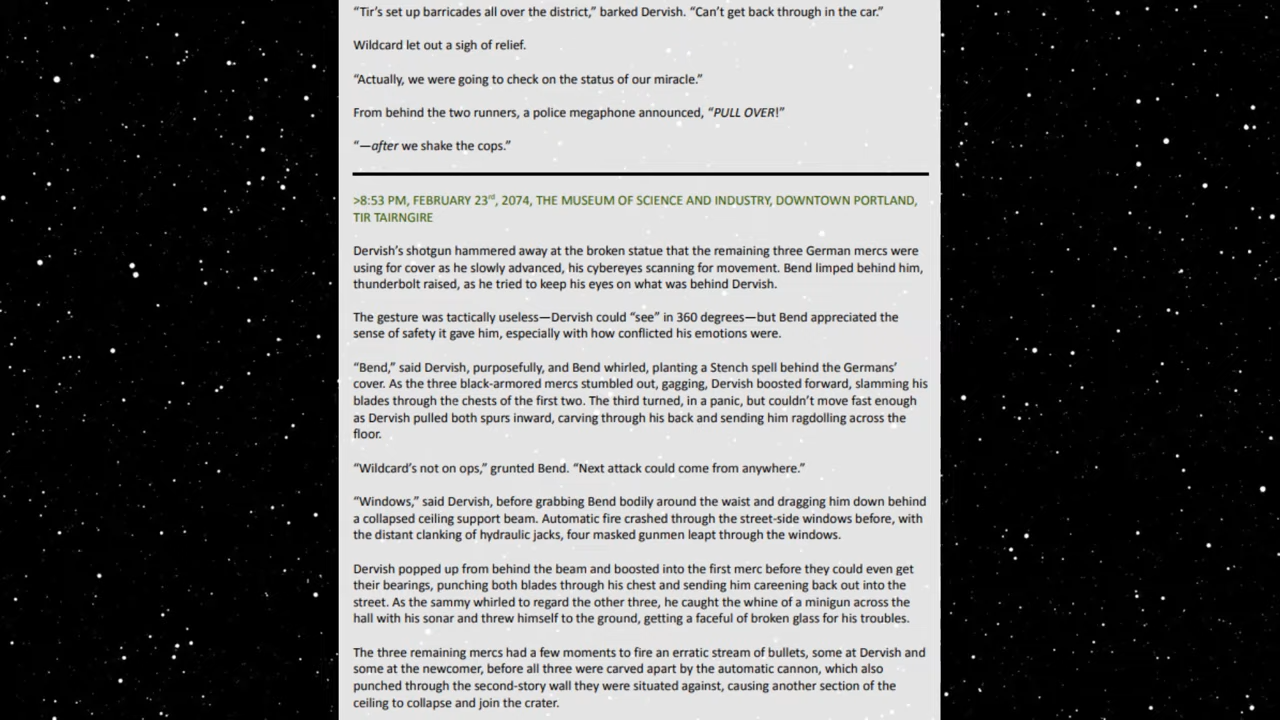 “Tir’s set up barricades all over the district,” barked Dervish. “Can’t get back through in the car.”
Wildcard let out a sigh of relief.
“Actually, we were going to check on the status of our miracle.”
From behind the two runners, a police megaphone announced, “PULL OVER!”
“—after we shake the cops.”
>8:53 PM, FEBRUARY 23rd, 2074, THE MUSEUM OF SCIENCE AND INDUSTRY, DOWNTOWN PORTLAND,
TIR TAIRNGIRE
Dervish’s shotgun hammered away at the broken statue that the remaining three German mercs were
using for cover as he slowly advanced, his cybereyes scanning for movement. Bend limped behind him,
thunderbolt raised, as he tried to keep his eyes on what was behind Dervish.
The gesture was tactically useless—Dervish could “see” in 360 degrees—but Bend appreciated the
sense of safety it gave him, especially with how conflicted his emotions were.
“Bend,” said Dervish, purposefully, and Bend whirled, planting a Stench spell behind the Germans’
cover. As the three black-armored mercs stumbled out, gagging, Dervish boosted forward, slamming his
blades through the chests of the first two. The third turned, in a panic, but couldn’t move fast enough
as Dervish pulled both spurs inward, carving through his back and sending him ragdolling across the
floor.
“Wildcard’s not on ops,” grunted Bend. “Next attack could come from anywhere.”
“Windows,” said Dervish, before grabbing Bend bodily around the waist and dragging him down behind
a collapsed ceiling support beam. Automatic fire crashed through the street-side windows before, with
the distant clanking of hydraulic jacks, four masked gunmen leapt through the windows.
Dervish popped up from behind the beam and boosted into the first merc before they could even get
their bearings, punching both blades through his chest and sending him careening back out into the
street. As the sammy whirled to regard the other three, he caught the whine of a minigun across the
hall with his sonar and threw himself to the ground, getting a faceful of broken glass for his troubles.
The three remaining mercs had a few moments to fire an erratic stream of bullets, some at Dervish and
some at the newcomer, before all three were carved apart by the automatic cannon, which also
punched through the second-story wall they were situated against, causing another section of the
ceiling to collapse and join the crater.